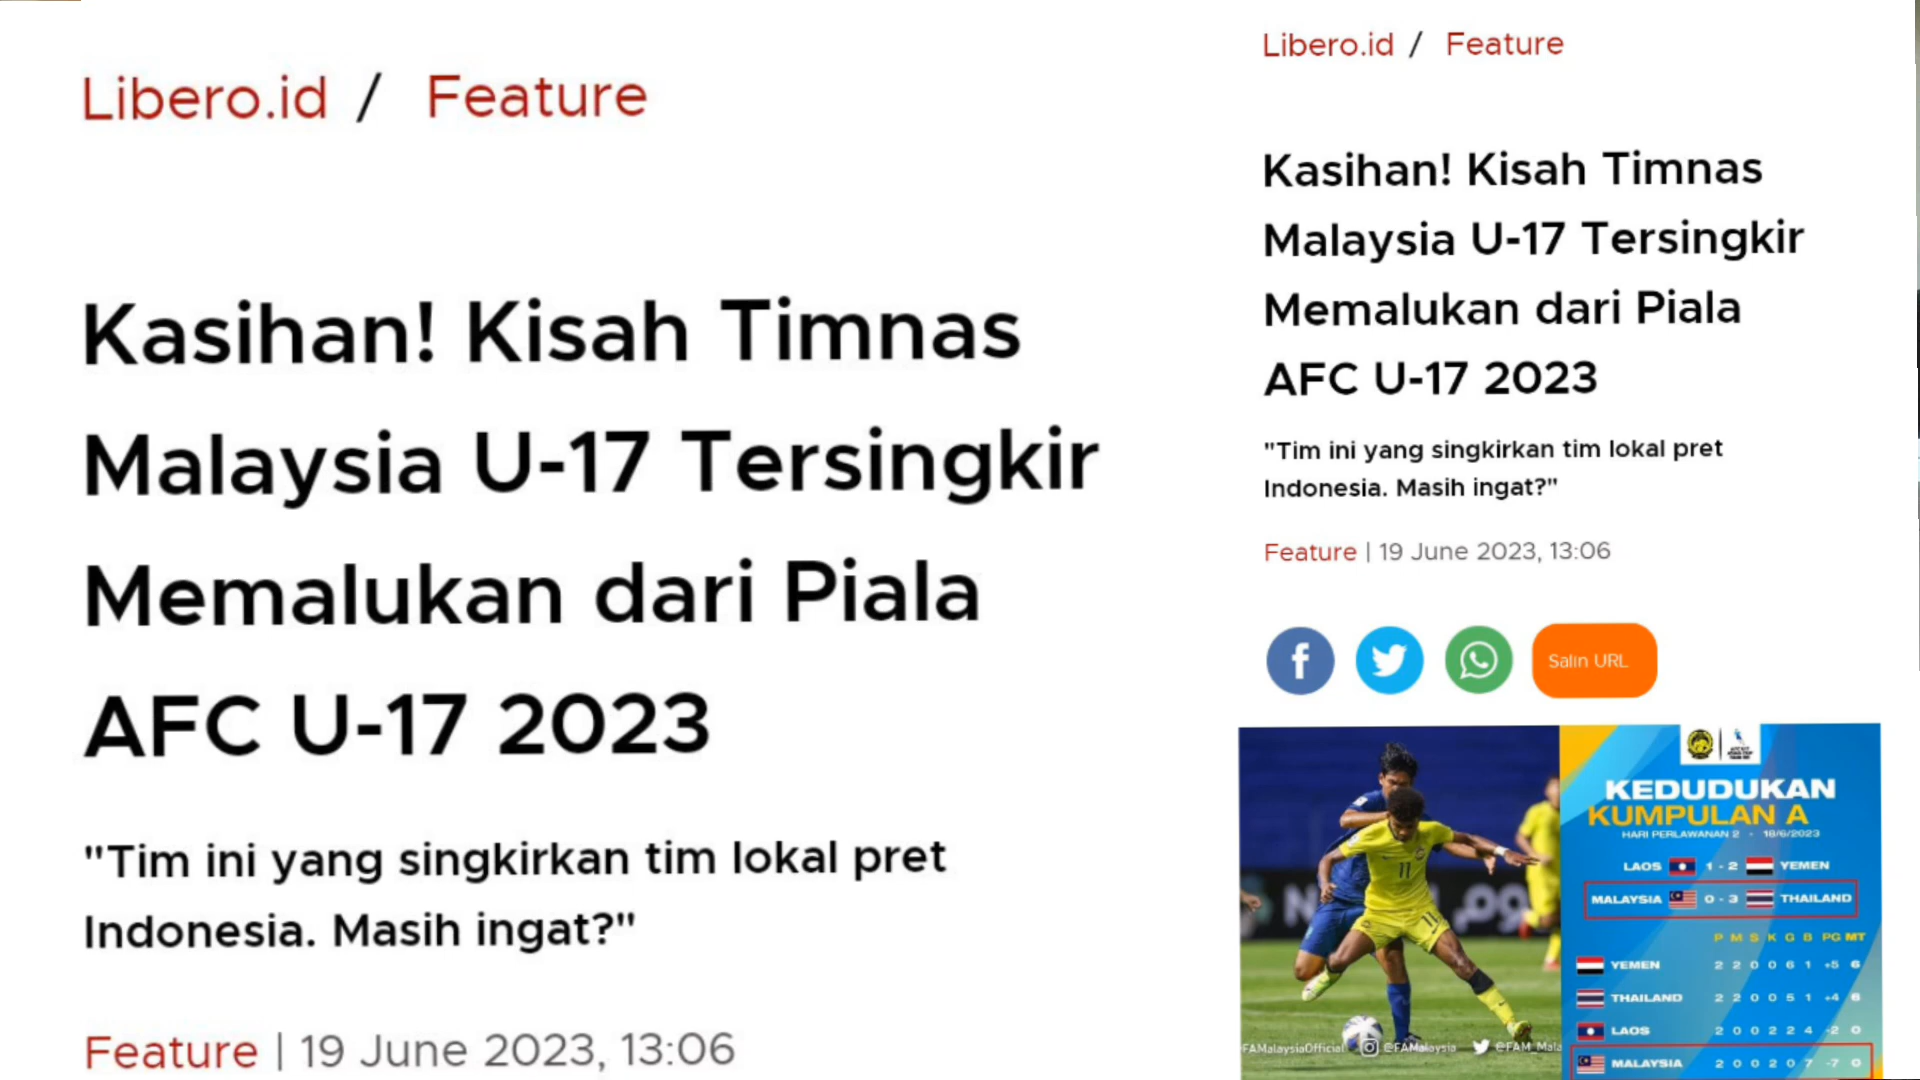 Libero.id / Feature
Kasihan! Kisah Timnas
Malaysia U-17 Tersingkir
Memalukan dari Piala
AFC U-17 2023
"Tim ini yang singkirkan tim lokal pret
Indonesia. Masih ingat?"
Feature | 19 June 2023, 13:06
Libero.id / Feature
Kasihan! Kisah Timnas
Malaysia U-17 Tersingkir
Memalukan dari Piala
AFC U-17 2023
"Tim ini yang singkirkan tim lokal pret
Indonesia. Masih ingat?"
Feature | 19 June 2023, 13:06
Salin URL
11
11
FAMalaysiaOfficial @FAMalaysia @FAM_Mala
KEDUDUKAN
KUMPULAN A
HARI PERLAWANAN 2 - 18/6/2023
LAOS 1 - 2 YEMEN
MALAYSIA 0 - 3 THAILAND
P M S K G B PG MT
YEMEN 2 2 0 0 6 1 +5 6
THAILAND 2 2 0 0 5 1 +4 6
LAOS 2 0 0 2 2 4 -2 0
MALAYSIA 2 0 0 2 0 7 -7 0